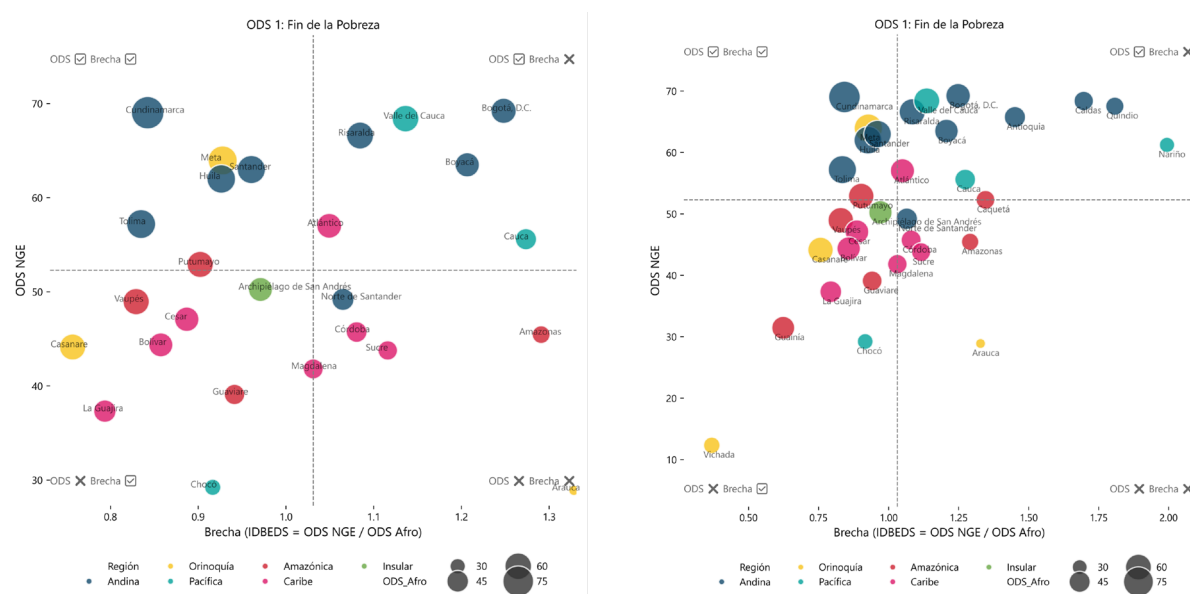 ODS 1: Fin de la Pobreza
ODS Brecha
ODS Brecha
70
60
50
40
30
ODS NGE
Cundinamarca
Bogotá, D.C.
Valle del Cauca
Risaralda
Meta
Santander
Huila
Boyacá
Tolima
Atlántico
Cauca
Putumayo
Archipiélago de San Andrés
Vaupés
Norte de Santander
Cesar
Córdoba
Amazonas
Casanare
Bolívar
Sucre
Magdalena
Guaviare
La Guajira
Chocó
Arauca
ODS Brecha
ODS Brecha
0.8 0.9 1.0 1.1 1.2 1.3
Brecha (IDBEDS = ODS NGE / ODS Afro)
Región Orinoquía Amazónica Insular 30 60
Andina Pacífica Caribe ODS_Afro 45 75
ODS 1: Fin de la Pobreza
ODS Brecha
ODS Brecha
70
60
50
40
30
20
10
ODS NGE
Cundinamarca
Bogotá, D.C.
Valle del Cauca
Caldas
Quindio
Risaralda
Antioquia
Meta
Santander
Huila
Boyacá
Nariño
Tolima
Atlántico
Cauca
Putumayo
Caquetá
Archipiélago de San Andrés
Vaupés
Norte de Santander
Cesar
Córdoba
Amazonas
Casanare
Bolívar
Sucre
Magdalena
Guaviare
La Guajira
Guainía
Chocó
Arauca
Vichada
ODS Brecha
ODS Brecha
0.50 0.75 1.00 1.25 1.50 1.75 2.00
Brecha (IDBEDS = ODS NGE / ODS Afro)
Región Orinoquía Amazónica Insular 30 60
Andina Pacífica Caribe ODS_Afro 45 75